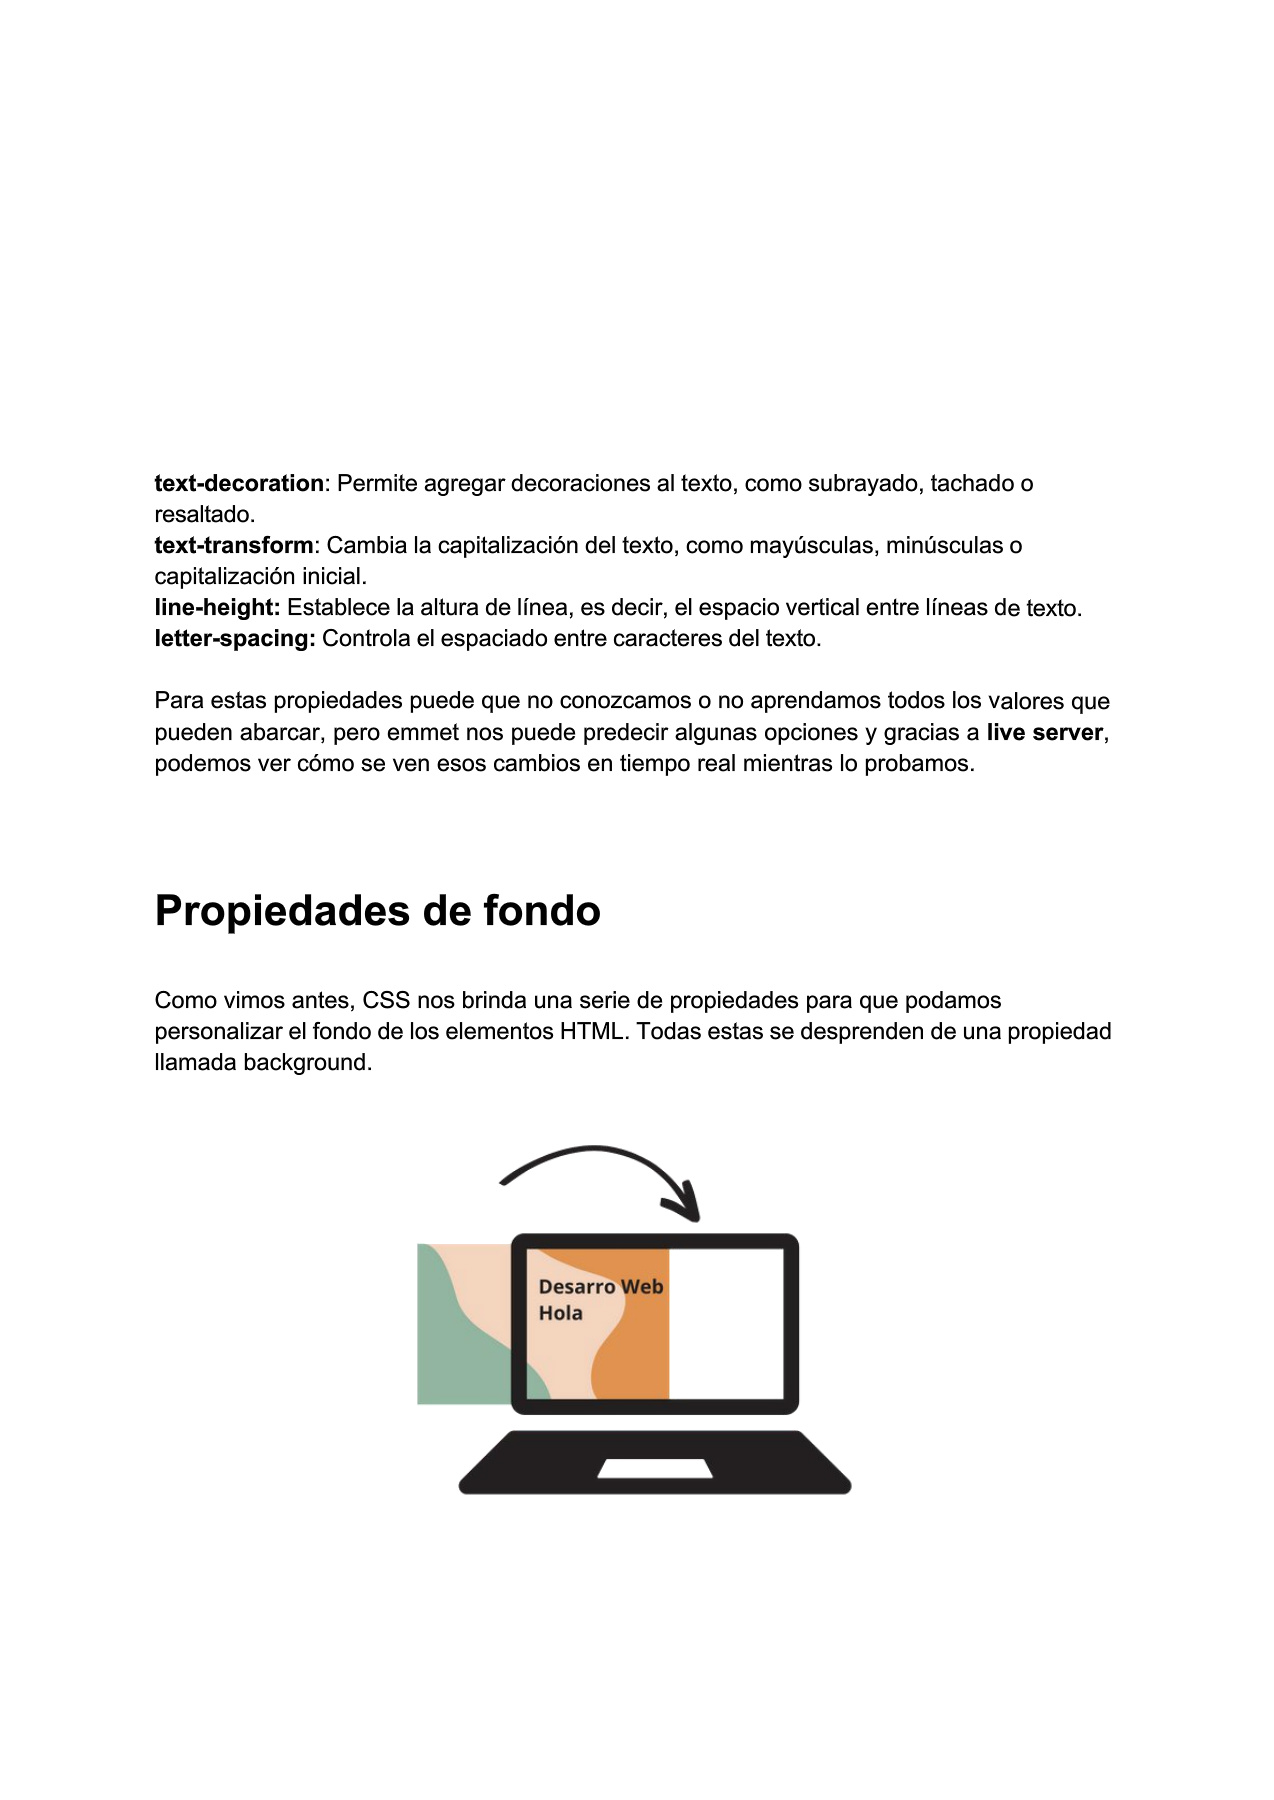 text-decoration: Permite agregar decoraciones al texto, como subrayado, tachado o
resaltado.
text-transform: Cambia la capitalización del texto, como mayúsculas, minúsculas o
capitalización inicial.
line-height: Establece la altura de línea, es decir, el espacio vertical entre líneas de texto.
letter-spacing: Controla el espaciado entre caracteres del texto.
Para estas propiedades puede que no conozcamos o no aprendamos todos los valores que
pueden abarcar, pero emmet nos puede predecir algunas opciones y gracias a live server,
podemos ver cómo se ven esos cambios en tiempo real mientras lo probamos.
Propiedades de fondo
Como vimos antes, CSS nos brinda una serie de propiedades para que podamos
personalizar el fondo de los elementos HTML. Todas estas se desprenden de una propiedad
llamada background.
Desarro Web
Hola